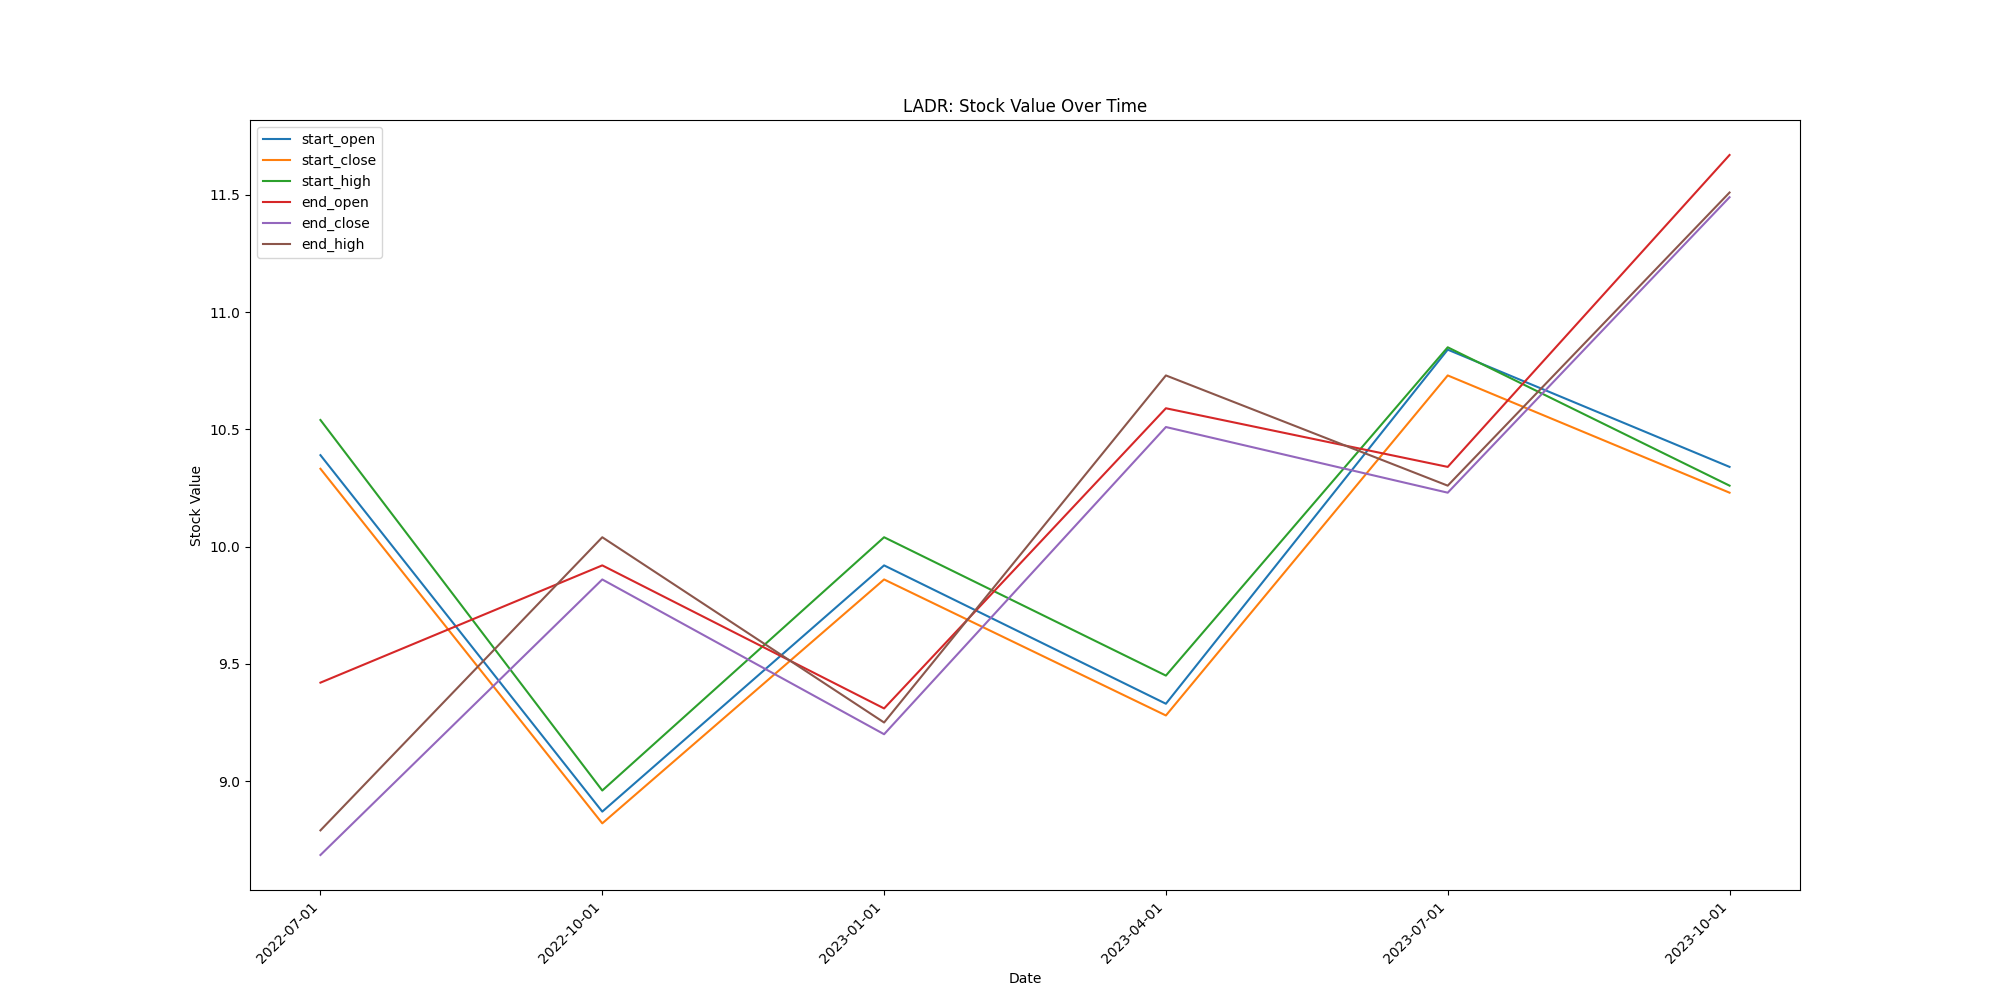 LADR: Stock Value Over Time
start_open
start_close
start_high
end_open
end_close
end_high
Stock Value
11.5
11.0
10.5
10.0
9.5
9.0
2022-07-01
2022-10-01
2023-01-01
2023-04-01
2023-07-01
2023-10-01
Date